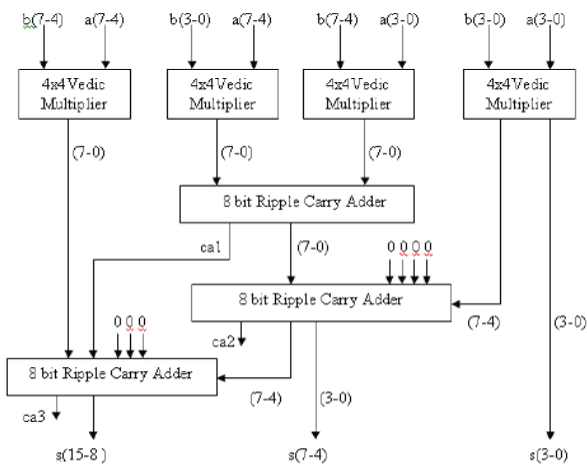 b(7-4) a(7-4) b(3-0) a(7-4) b(7-4) a(3-0) b(3-0) a(3-0)
4x4Vedic Multiplier
4x4Vedic Multiplier
4x4Vedic Multiplier
4x4Vedic Multiplier
(7-0) (7-0) (7-0)
8 bit Ripple Carry Adder
ca1 (7-0) 0 0 0 0
8 bit Ripple Carry Adder
0 0 0 ca2 (7-4) (3-0)
8 bit Ripple Carry Adder
ca3 (7-4) (3-0)
s(15-8) s(7-4) s(3-0)